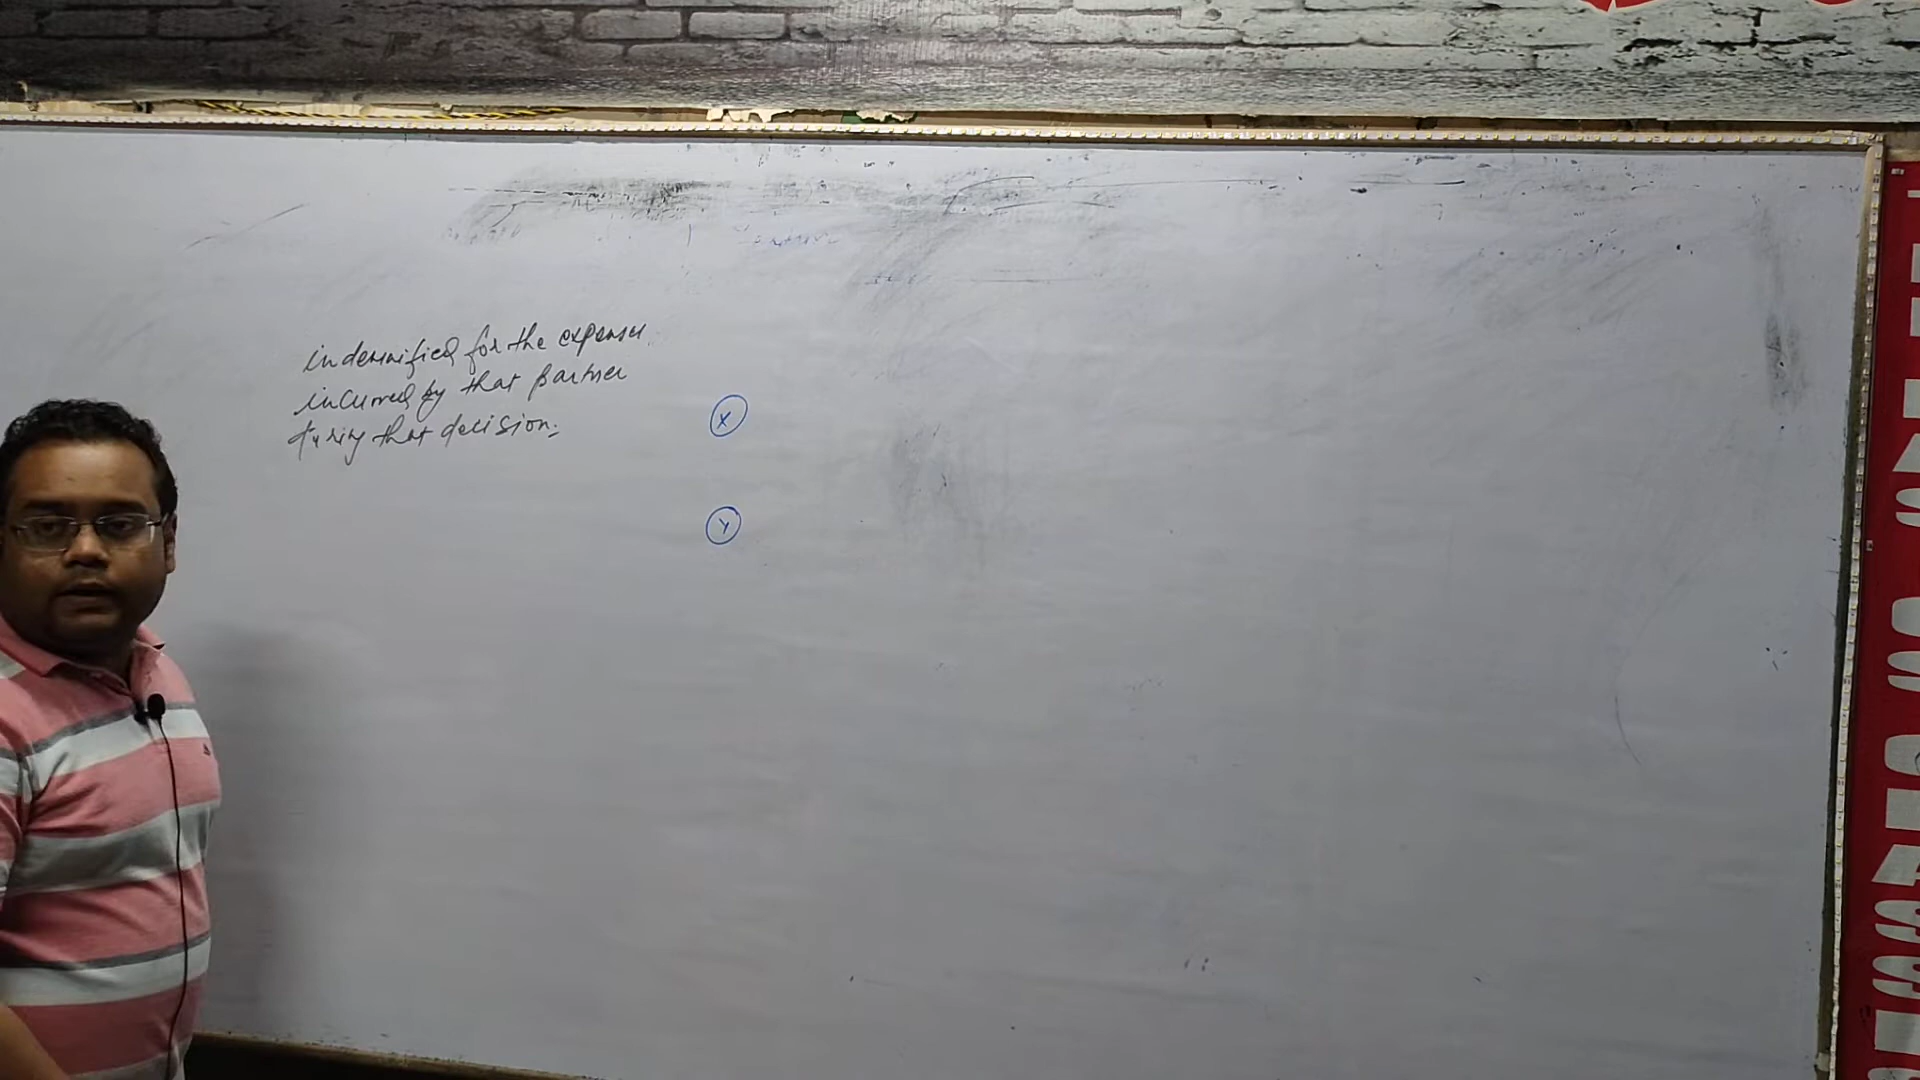 indemnified for the expenses
incurred by that partner
during that decision.
X
Y